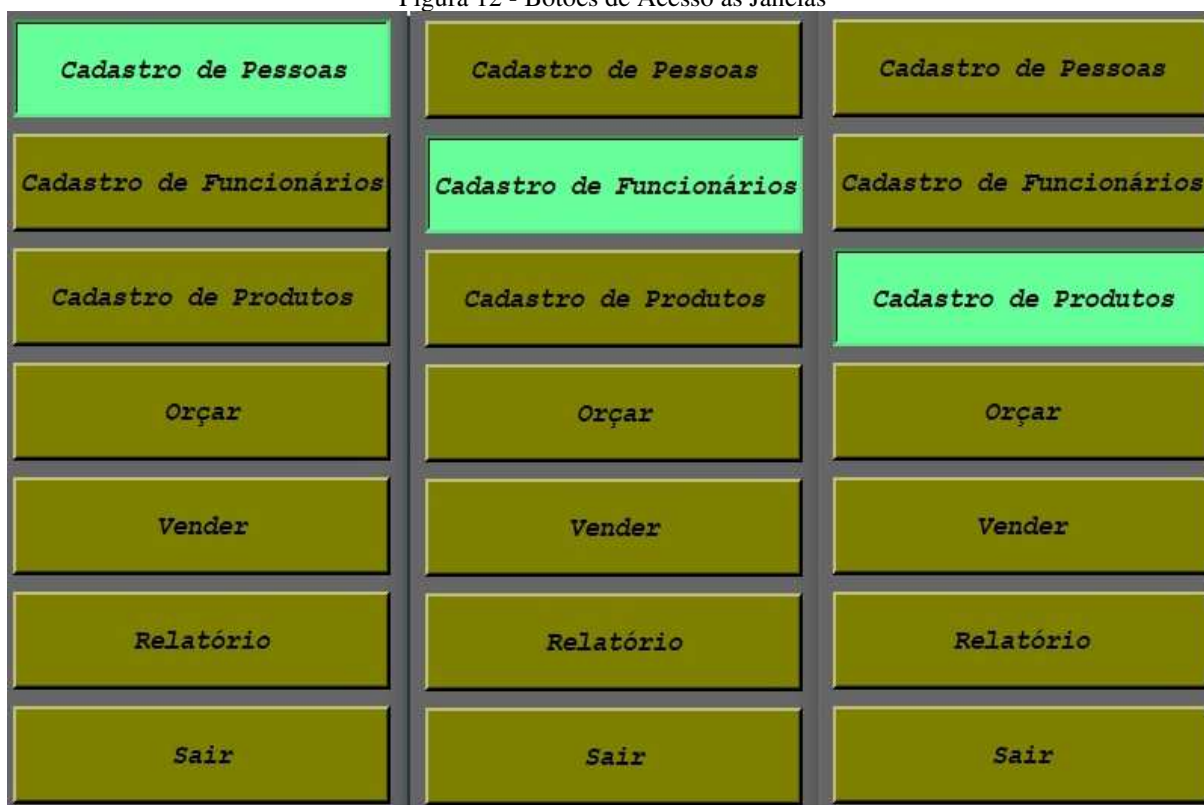 Figura 12 - Botões de Acesso às Janelas
Cadastro de Pessoas
Cadastro de Funcionários
Cadastro de Produtos
Orçar
Vender
Relatório
Sair
Cadastro de Pessoas
Cadastro de Funcionários
Cadastro de Produtos
Orçar
Vender
Relatório
Sair
Cadastro de Pessoas
Cadastro de Funcionários
Cadastro de Produtos
Orçar
Vender
Relatório
Sair